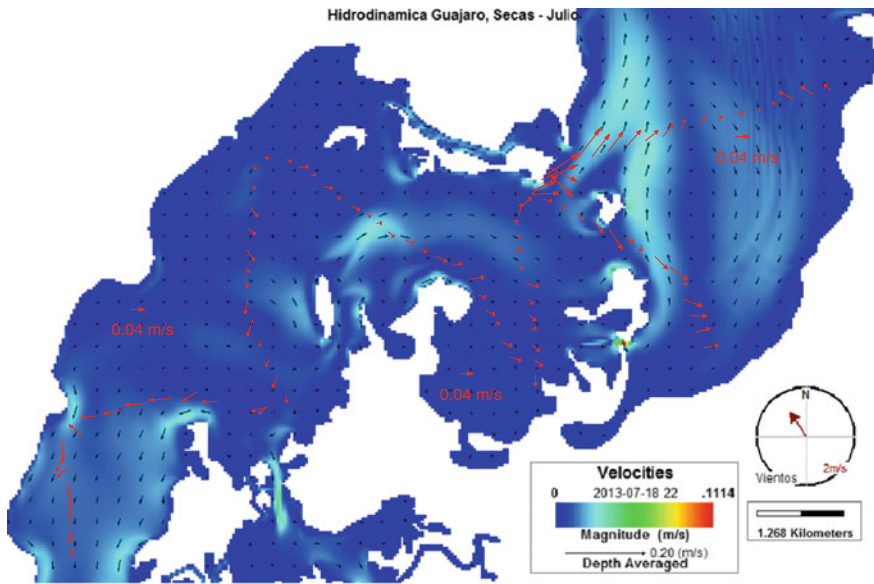 Hidrodinamica Guajaro, Secas - Julio
0.04 m/s
0.04 m/s
0.04 m/s
N
2m/s
Vientos
Velocities
0 2013-07-18 22 .1114
Magnitude (m/s)
0.20 (m/s)
Depth Averaged
1.268 Kilometers